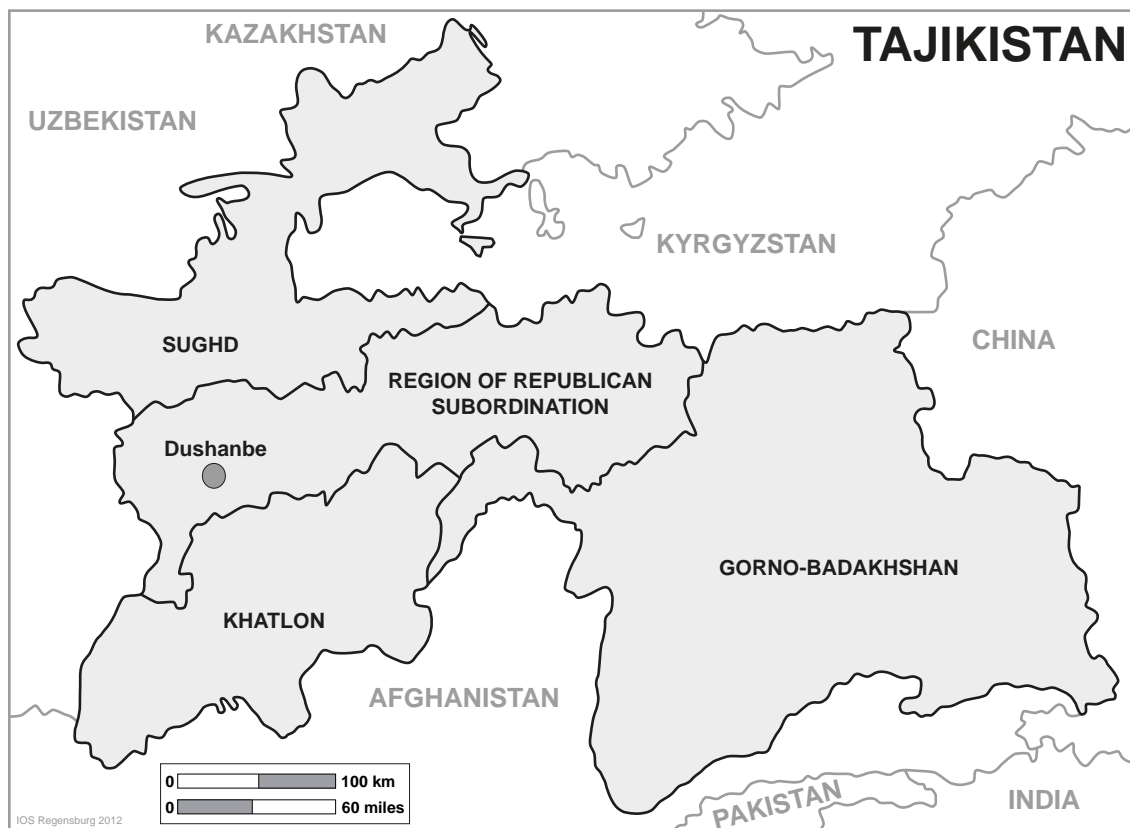 TAJIKISTAN
KAZAKHSTAN
UZBEKISTAN
KYRGYZSTAN
CHINA
SUGHD
REGION OF REPUBLICAN
SUBORDINATION
Dushanbe
GORNO-BADAKHSHAN
KHATLON
AFGHANISTAN
0 100 km
0 60 miles
PAKISTAN
INDIA
IOS Regensburg 2012